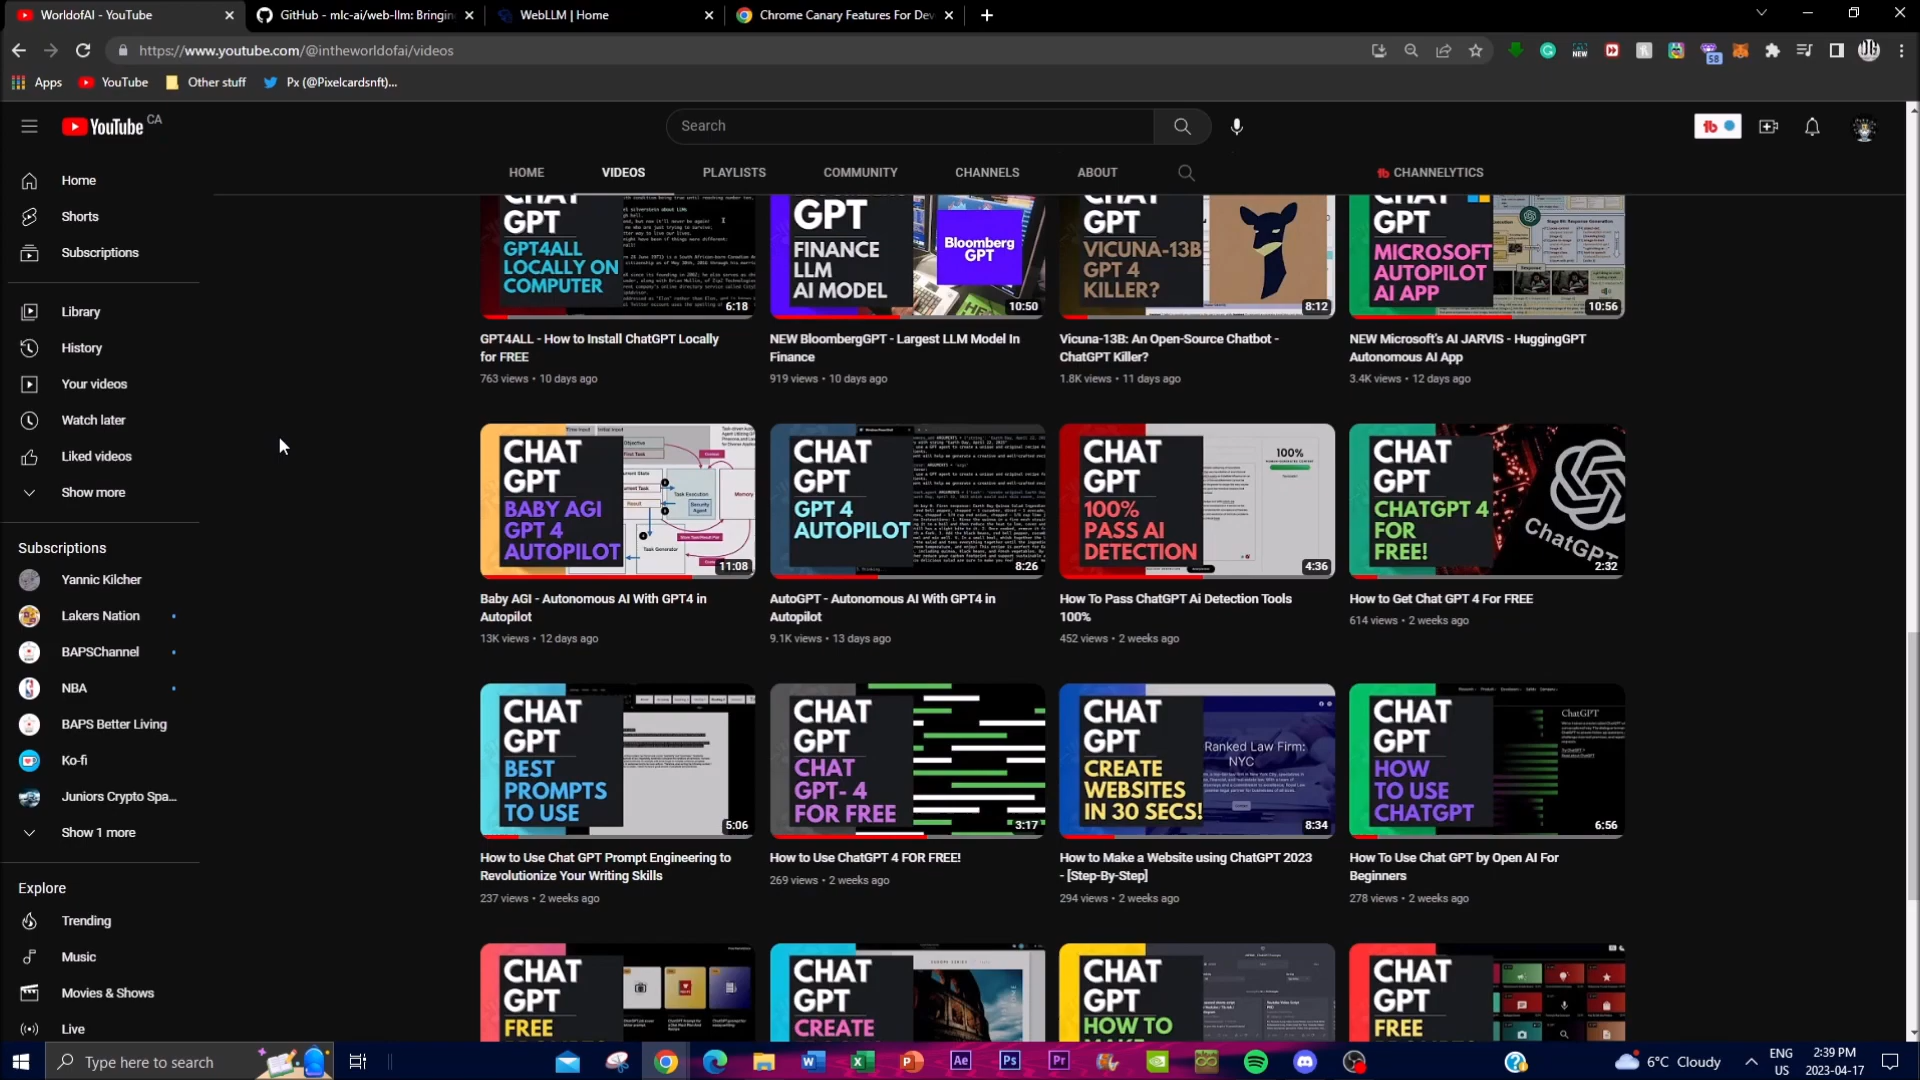 WorldofAI - YouTube
GitHub - mlc-ai/web-llm: Bringin
WebLLM | Home
Chrome Canary Features For Dev
https://www.youtube.com/@intheworldofai/videos
Apps
YouTube
Other stuff
Px (@Pixelcardsnft)...
YouTube CA
Search
HOME
VIDEOS
PLAYLISTS
COMMUNITY
CHANNELS
ABOUT
CHANNELYTICS
Home
Shorts
Subscriptions
Library
History
Your videos
Watch later
Liked videos
Show more
Subscriptions
Yannic Kilcher
Lakers Nation
BAPSChannel
NBA
BAPS Better Living
Ko-fi
Juniors Crypto Spa...
Show 1 more
Explore
Trending
Music
Movies & Shows
Live
CHAT
GPT
GPT4ALL
LOCALLY ON
COMPUTER
6:18
GPT4ALL - How to Install ChatGPT Locally
for FREE
763 views • 10 days ago
GPT
FINANCE
LLM
AI MODEL
Bloomberg
GPT
10:50
NEW BloombergGPT - Largest LLM Model In
Finance
919 views • 10 days ago
CHAT
GPT
VICUNA-13B
GPT 4
KILLER?
8:12
Vicuna-13B: An Open-Source Chatbot -
ChatGPT Killer?
1.8K views • 11 days ago
CHAT
GPT
MICROSOFT
AUTOPILOT
AI APP
10:56
NEW Microsoft's AI JARVIS - HuggingGPT
Autonomous AI App
3.4K views • 12 days ago
CHAT
GPT
BABY AGI
GPT 4
AUTOPILOT
Task Execution
Security
Agent
Memory
Task Generator
11:08
Baby AGI - Autonomous AI With GPT4 in
Autopilot
13K views • 12 days ago
CHAT
GPT
GPT 4
AUTOPILOT
8:26
AutoGPT - Autonomous AI With GPT4 in
Autopilot
9.1K views • 13 days ago
CHAT
GPT
100%
PASS AI
DETECTION
100%
4:36
How To Pass ChatGPT Ai Detection Tools
100%
452 views • 2 weeks ago
CHAT
GPT
CHATGPT 4
FOR
FREE!
ChatGPT
2:32
How to Get Chat GPT 4 For FREE
614 views • 2 weeks ago
CHAT
GPT
BEST
PROMPTS
TO USE
5:06
How to Use Chat GPT Prompt Engineering to
Revolutionize Your Writing Skills
237 views • 2 weeks ago
CHAT
GPT
CHAT
GPT- 4
FOR FREE
3:17
How to Use ChatGPT 4 FOR FREE!
269 views • 2 weeks ago
CHAT
GPT
CREATE
WEBSITES
IN 30 SECS!
Ranked Law Firm:
NYC
8:34
How to Make a Website using ChatGPT 2023
- [Step-By-Step]
294 views • 2 weeks ago
CHAT
GPT
HOW
TO USE
CHATGPT
ChatGPT
6:56
How To Use Chat GPT by Open AI For
Beginners
278 views • 2 weeks ago
CHAT
GPT
FREE
CHAT
GPT
CREATE
CHAT
GPT
HOW TO
MAKE
CHAT
GPT
FREE
Type here to search
6°C Cloudy
ENG
US
2:39 PM
2023-04-17